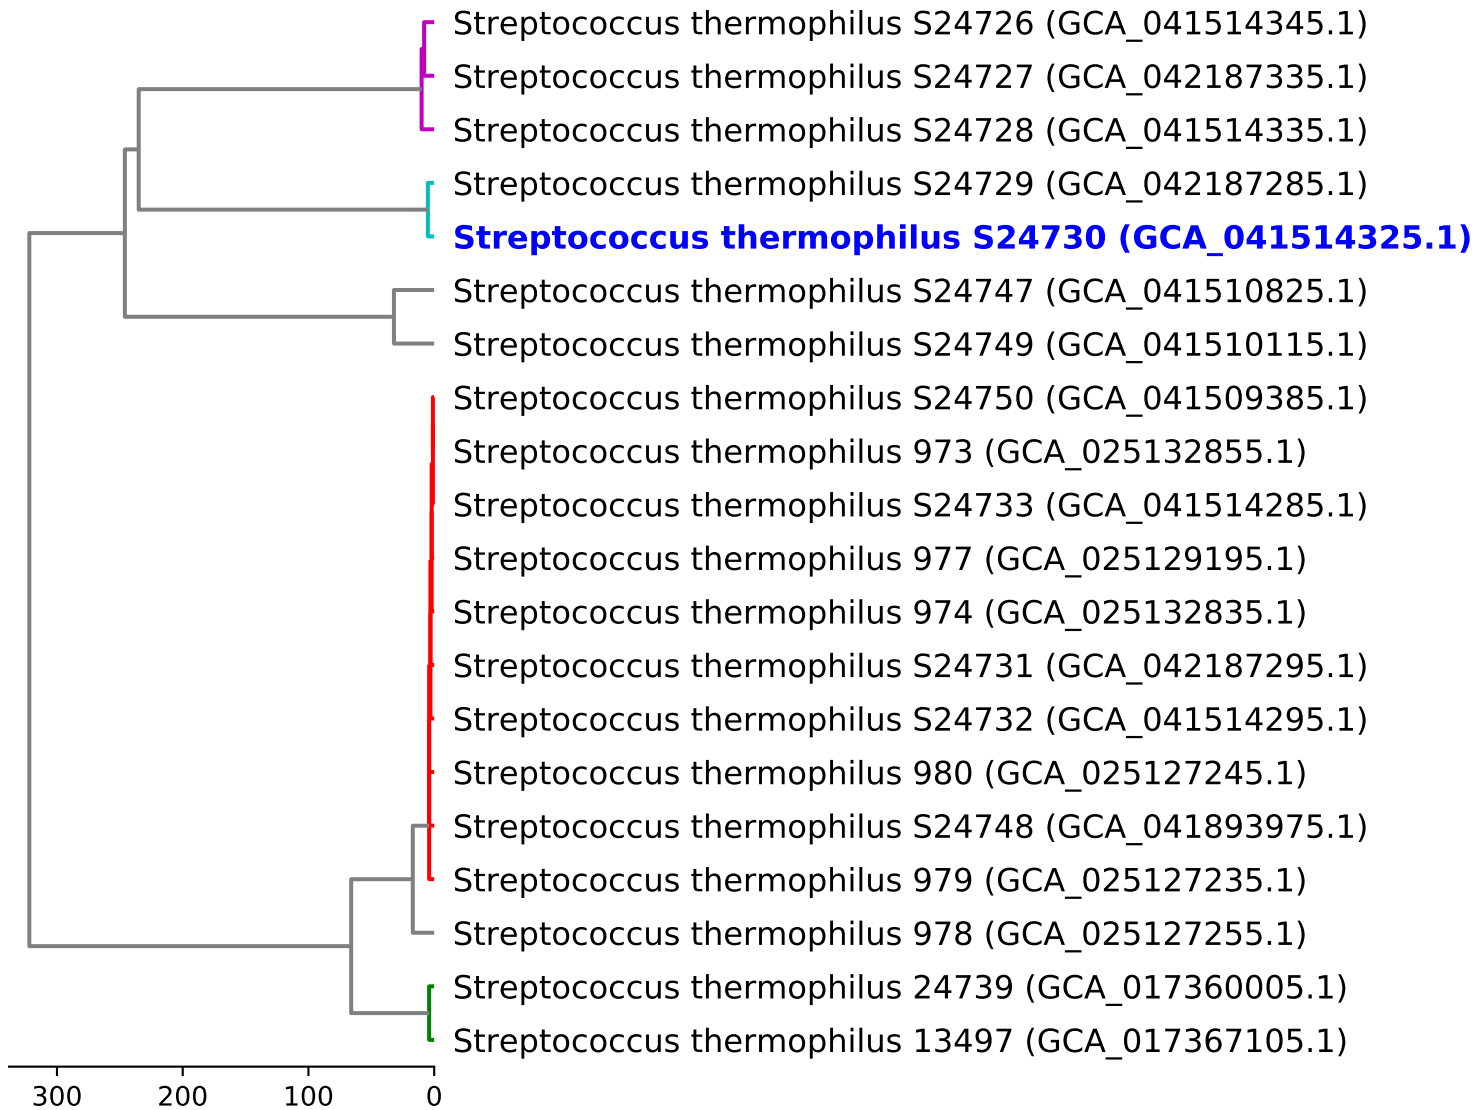 Streptococcus thermophilus S24726 (GCA_041514345.1)
Streptococcus thermophilus S24727 (GCA_042187335.1)
Streptococcus thermophilus S24728 (GCA_041514335.1)
Streptococcus thermophilus S24729 (GCA_042187285.1)
Streptococcus thermophilus S24730 (GCA_041514325.1)
Streptococcus thermophilus S24747 (GCA_041510825.1)
Streptococcus thermophilus S24749 (GCA_041510115.1)
Streptococcus thermophilus S24750 (GCA_041509385.1)
Streptococcus thermophilus 973 (GCA_025132855.1)
Streptococcus thermophilus S24733 (GCA_041514285.1)
Streptococcus thermophilus 977 (GCA_025129195.1)
Streptococcus thermophilus 974 (GCA_025132835.1)
Streptococcus thermophilus S24731 (GCA_042187295.1)
Streptococcus thermophilus S24732 (GCA_041514295.1)
Streptococcus thermophilus 980 (GCA_025127245.1)
Streptococcus thermophilus S24748 (GCA_041893975.1)
Streptococcus thermophilus 979 (GCA_025127235.1)
Streptococcus thermophilus 978 (GCA_025127255.1)
Streptococcus thermophilus 24739 (GCA_017360005.1)
Streptococcus thermophilus 13497 (GCA_017367105.1)
300 200 100 0